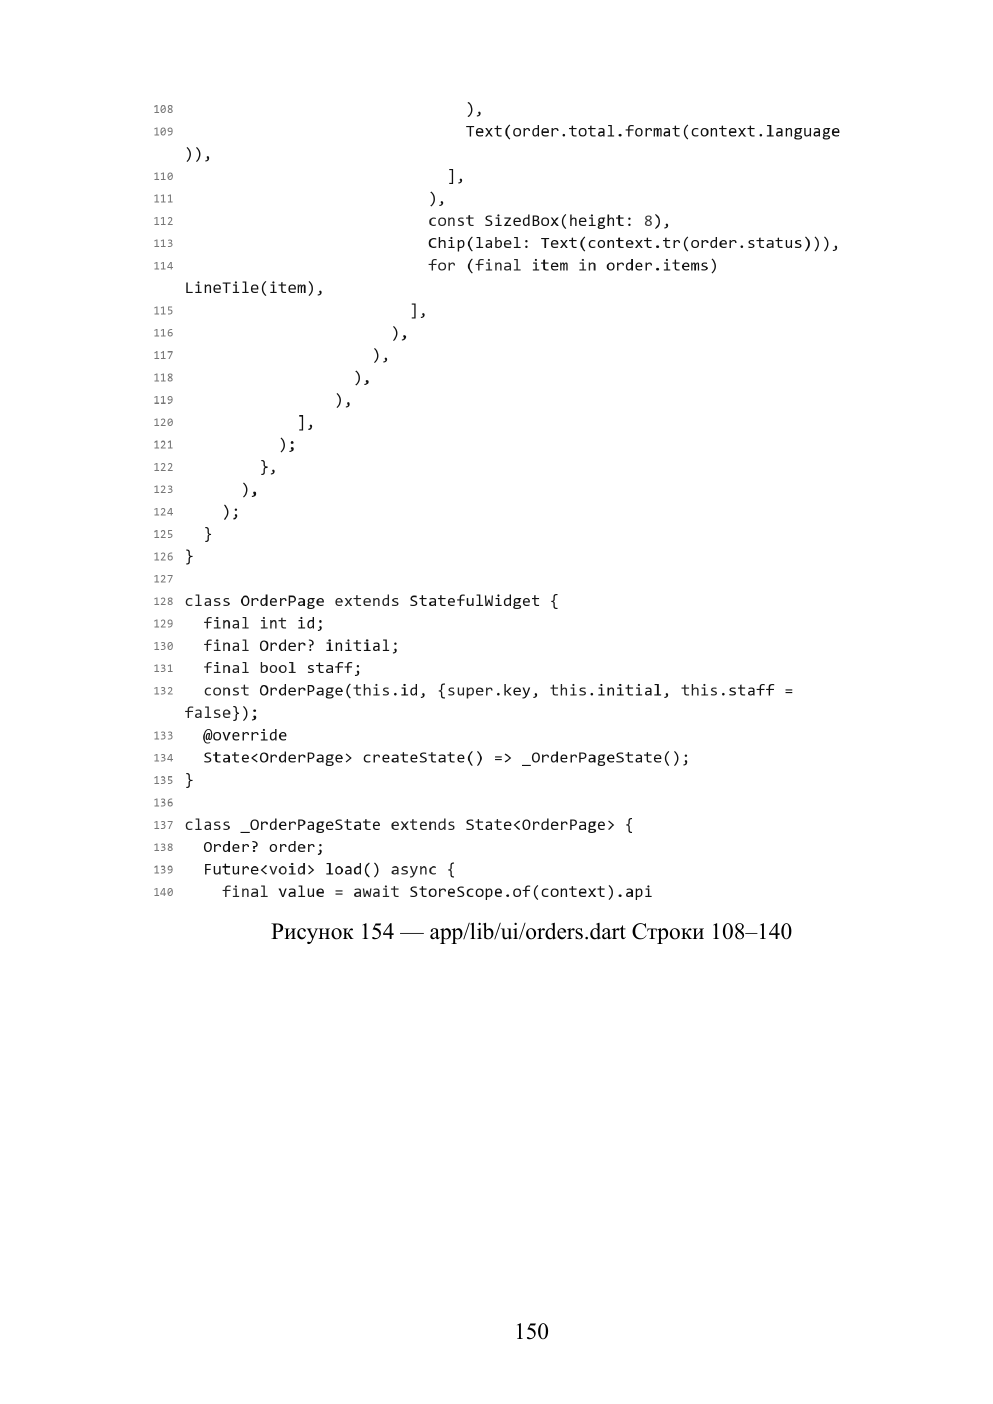 108                               ),
109                               Text(order.total.format(context.language
)),
110                             ],
111                           ),
112                           const SizedBox(height: 8),
113                           Chip(label: Text(context.tr(order.status))),
114                           for (final item in order.items)
LineTile(item),
115                         ],
116                       ),
117                     ),
118                   ),
119                 ),
120             ],
121           );
122         },
123       ),
124     );
125   }
126 }
127
128 class OrderPage extends StatefulWidget {
129   final int id;
130   final Order? initial;
131   final bool staff;
132   const OrderPage(this.id, {super.key, this.initial, this.staff =
false});
133   @override
134   State<OrderPage> createState() => _OrderPageState();
135 }
136
137 class _OrderPageState extends State<OrderPage> {
138   Order? order;
139   Future<void> load() async {
140     final value = await StoreScope.of(context).api
Рисунок 154 — app/lib/ui/orders.dart Строки 108–140
150